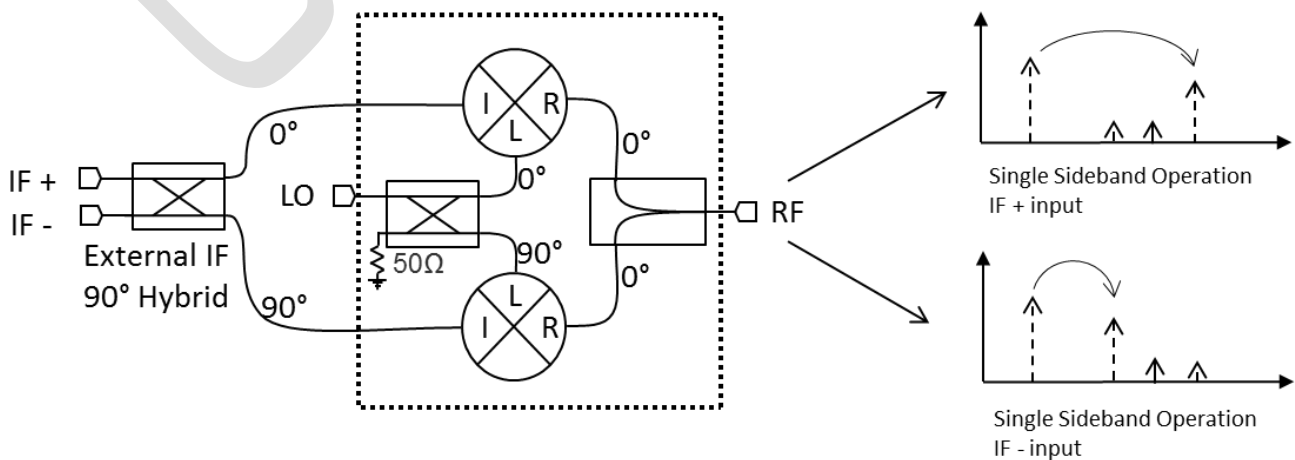 IF +
IF -
External IF
90° Hybrid
0°
90°
LO
50Ω
I
R
L
0°
90°
L
I
R
0°
0°
RF
Single Sideband Operation
IF + input
Single Sideband Operation
IF - input